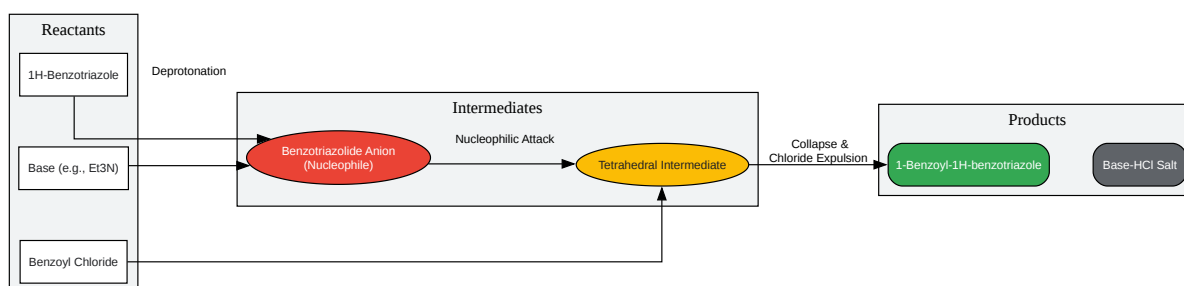 Reactants
1H-Benzotriazole
Deprotonation
Base (e.g., Et3N)
Benzoyl Chloride
Intermediates
Benzotriazolide Anion
(Nucleophile)
Nucleophilic Attack
Tetrahedral Intermediate
Collapse &
Chloride Expulsion
Products
1-Benzoyl-1H-benzotriazole
Base-HCl Salt